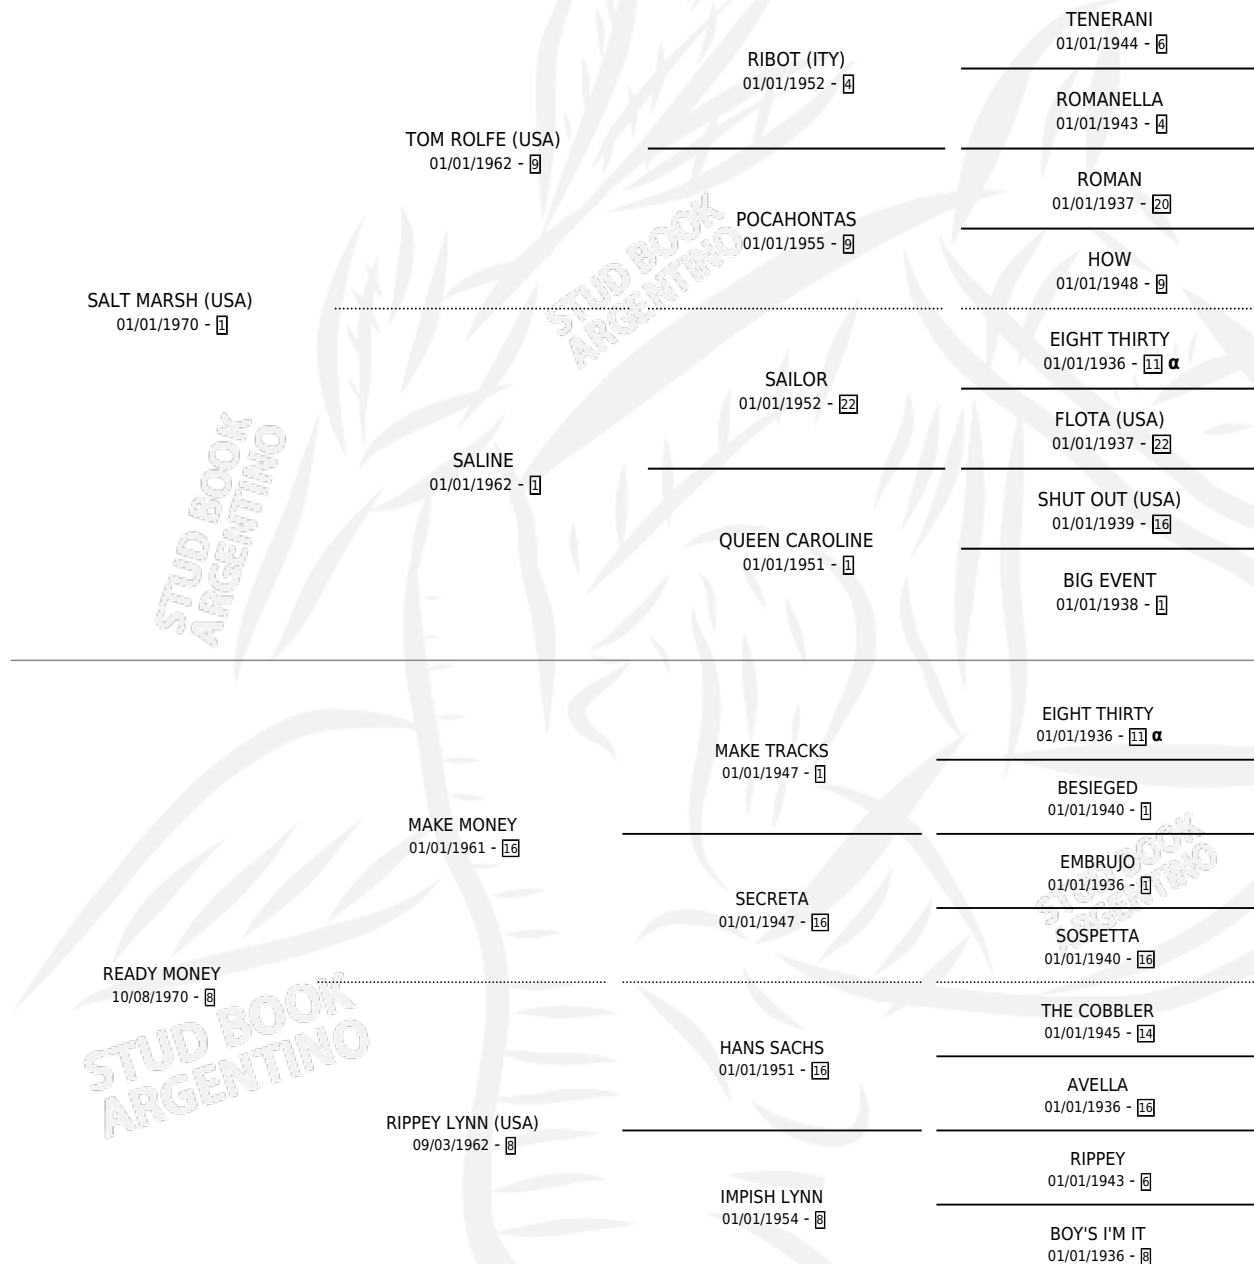 TENERANI
01/01/1944 - 6
RIBOT (ITY)
01/01/1952 - 4
ROMANELLA
01/01/1943 - 4
TOM ROLFE (USA)
01/01/1962 - 9
ROMAN
01/01/1937 - 20
POCAHONTAS
01/01/1955 - 9
HOW
01/01/1948 - 9
SALT MARSH (USA)
01/01/1970 - 1
EIGHT THIRTY
01/01/1936 - 11 α
SAILOR
01/01/1952 - 22
FLOTA (USA)
01/01/1937 - 22
SALINE
01/01/1962 - 1
SHUT OUT (USA)
01/01/1939 - 16
QUEEN CAROLINE
01/01/1951 - 1
BIG EVENT
01/01/1938 - 1
EIGHT THIRTY
01/01/1936 - 11 α
MAKE TRACKS
01/01/1947 - 1
BESIEGED
01/01/1940 - 1
MAKE MONEY
01/01/1961 - 16
EMBRUJO
01/01/1936 - 1
SECRETA
01/01/1947 - 16
SOSPETTA
01/01/1940 - 16
READY MONEY
10/08/1970 - 8
THE COBBLER
01/01/1945 - 14
HANS SACHS
01/01/1951 - 16
AVELLA
01/01/1936 - 16
RIPPEY LYNN (USA)
09/03/1962 - 8
RIPPEY
01/01/1943 - 6
IMPISH LYNN
01/01/1954 - 8
BOY'S I'M IT
01/01/1936 - 8
STUD BOOK
ARGENTINO
STUD BOOK
ARGENTINO
STUD BOOK
ARGENTINO
STUD BOOK
ARGENTINO